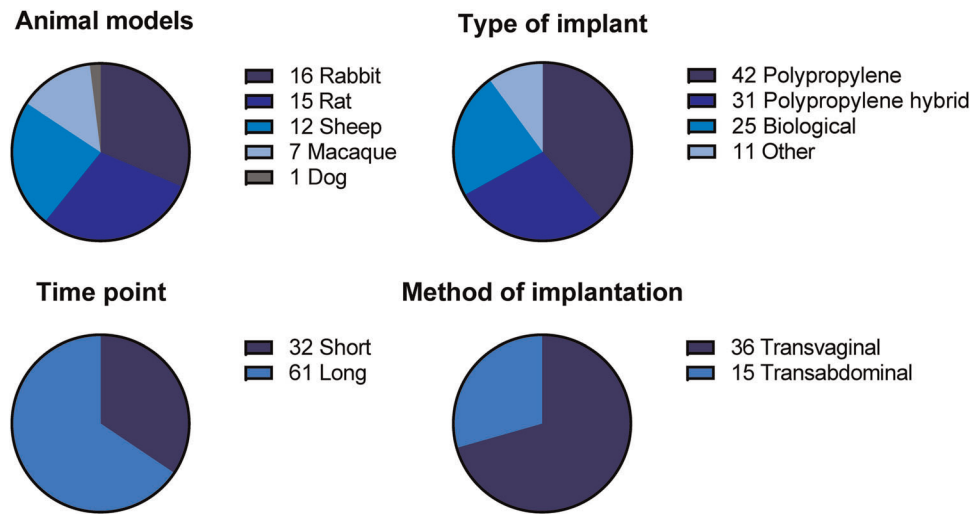 Animal models
16 Rabbit
15 Rat
12 Sheep
7 Macaque
1 Dog
Type of implant
42 Polypropylene
31 Polypropylene hybrid
25 Biological
11 Other
Time point
32 Short
61 Long
Method of implantation
36 Transvaginal
15 Transabdominal